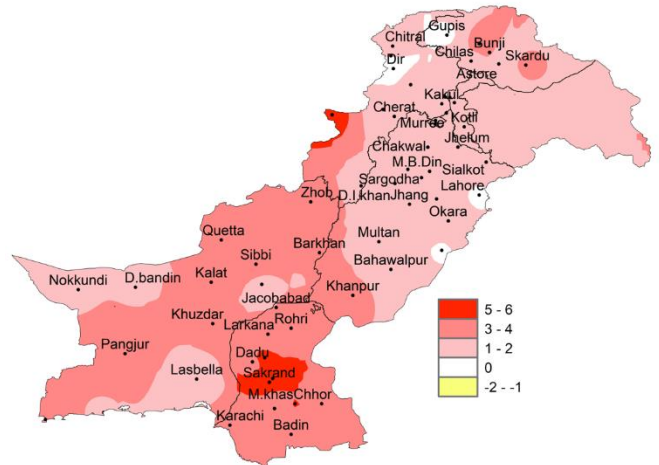 Gupis
Chitral
Bunji
Chilas
Skardu
Dir
Astore
Kakul
Cherat
Murree
Kotli
Chakwal
Jhelum
M.B.Din
Sialkot
Sargodha
D.I.khan
Jhang
Lahore
Zhob
Okara
Quetta
Multan
Sibbi
Barkhan
Bahawalpur
Nokkundi
D.bandin
Kalat
Khanpur
Jacobabad
Khuzdar
Larkana
Rohri
Pangjur
Dadu
Lasbella
Sakrand
M.khas
Chhor
Karachi
Badin
5 - 6
3 - 4
1 - 2
0
-2 - -1